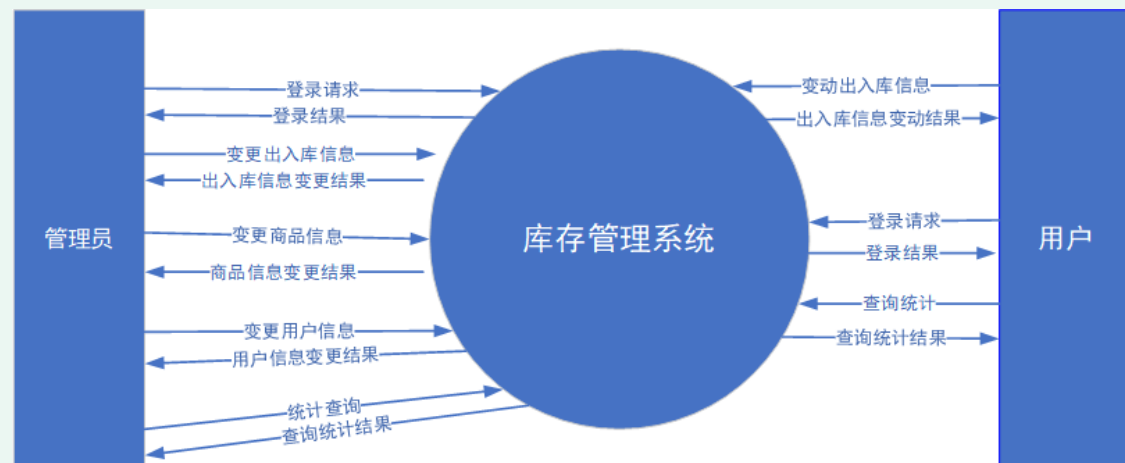 管理员
登录请求
登录结果
变更出入库信息
出入库信息变更结果
变更商品信息
商品信息变更结果
变更用户信息
用户信息变更结果
统计查询
查询统计结果
库存管理系统
变动出入库信息
出入库信息变动结果
登录请求
登录结果
查询统计
查询统计结果
用户